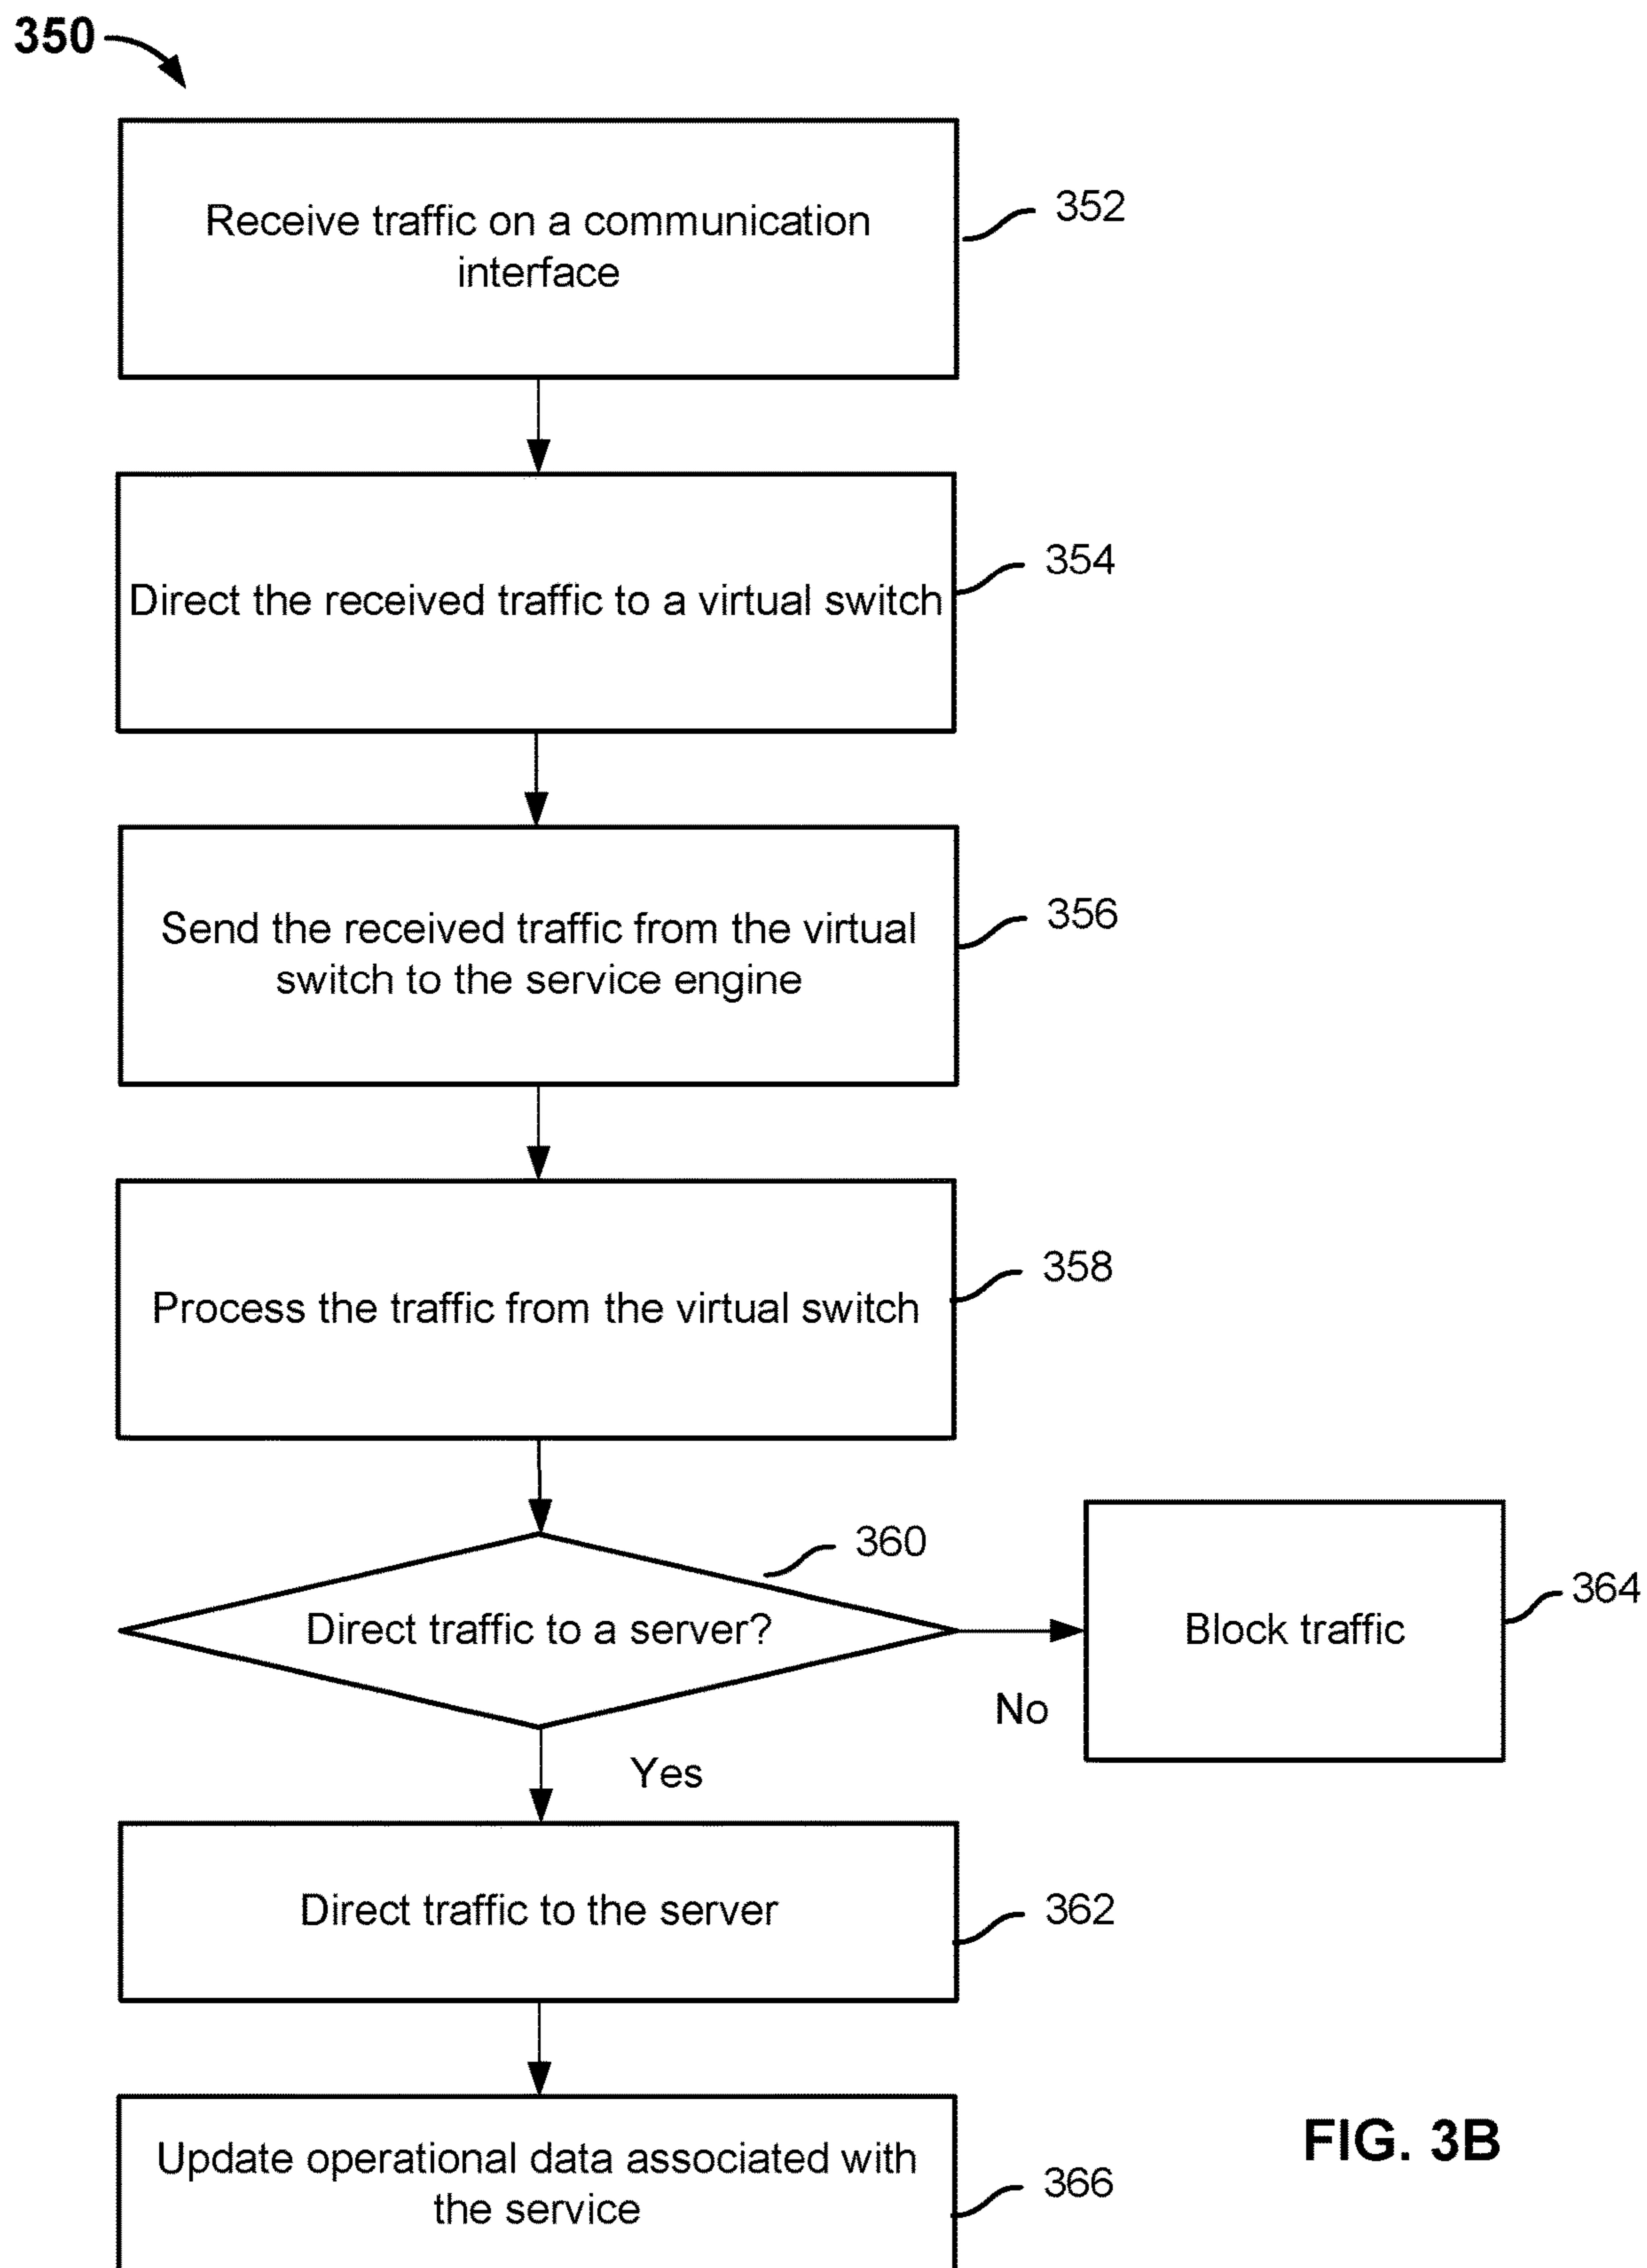 350
Receive traffic on a communication
interface
352
Direct the received traffic to a virtual switch
354
Send the received traffic from the virtual
switch to the service engine
356
Process the traffic from the virtual switch
358
Direct traffic to a server?
360
No
Block traffic
364
Yes
Direct traffic to the server
362
Update operational data associated with
the service
366
FIG. 3B